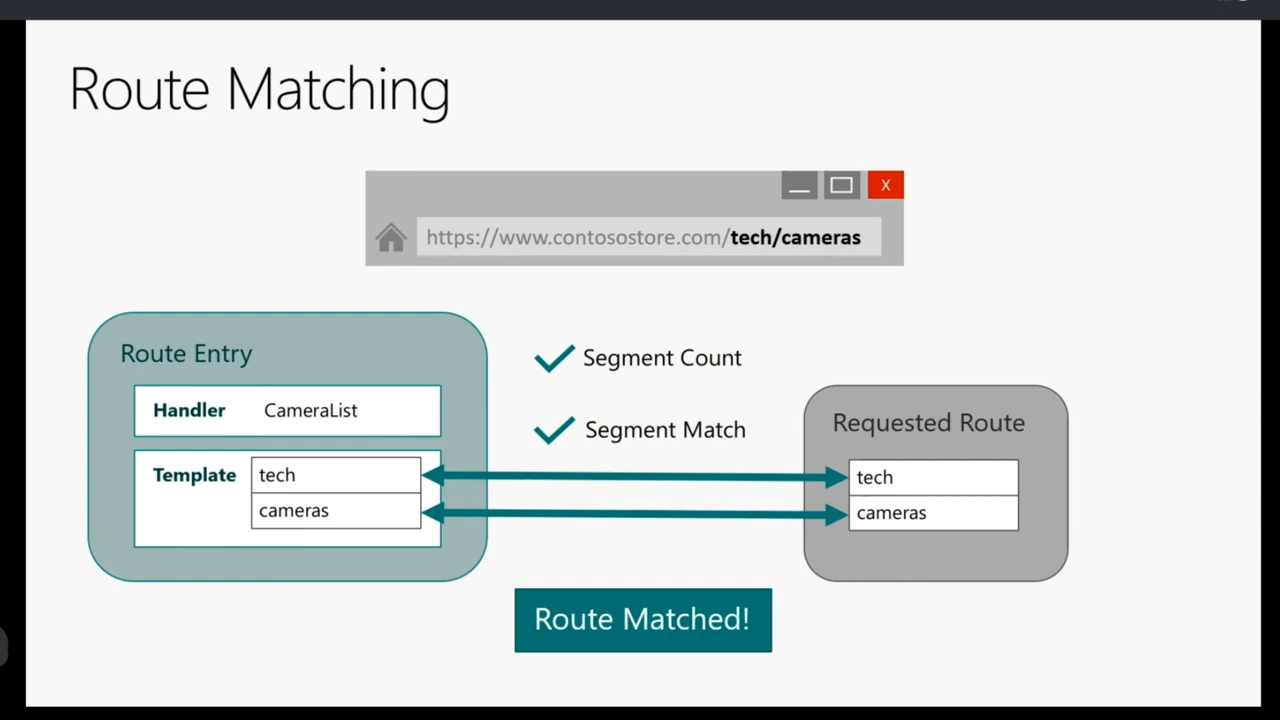 Route Matching
X
https://www.contosostore.com/tech/cameras
Route Entry
Handler CameraList
Template tech
cameras
Segment Count
Segment Match
Requested Route
tech
cameras
Route Matched!